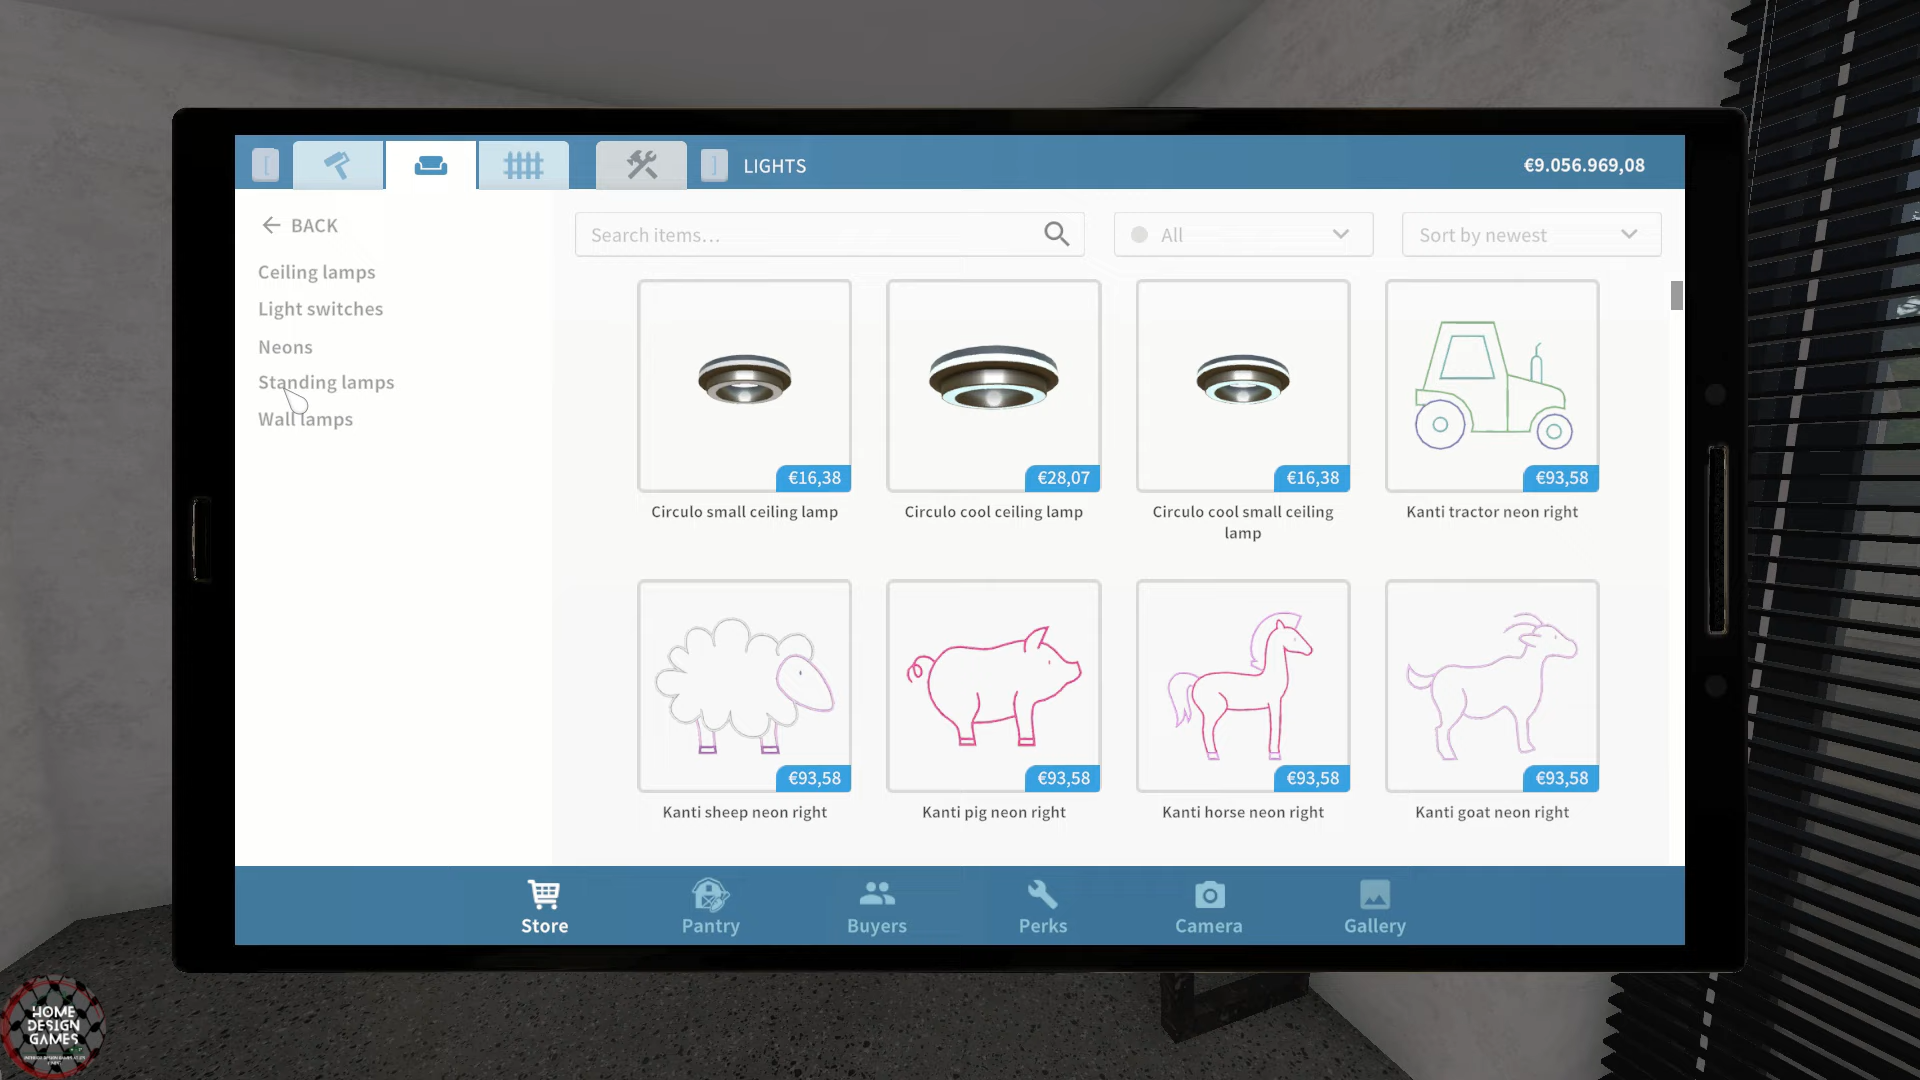 [
]
LIGHTS
€9.056.969,08
BACK
Ceiling lamps
Light switches
Neons
Standing lamps
Wall lamps
Search items...
All
Sort by newest
€16,38
€28,07
€16,38
€93,58
Circulo small ceiling lamp
Circulo cool ceiling lamp
Circulo cool small ceiling
lamp
Kanti tractor neon right
€93,58
€93,58
€93,58
€93,58
Kanti sheep neon right
Kanti pig neon right
Kanti horse neon right
Kanti goat neon right
Store
Pantry
Buyers
Perks
Camera
Gallery
HOME
DESIGN
GAMES